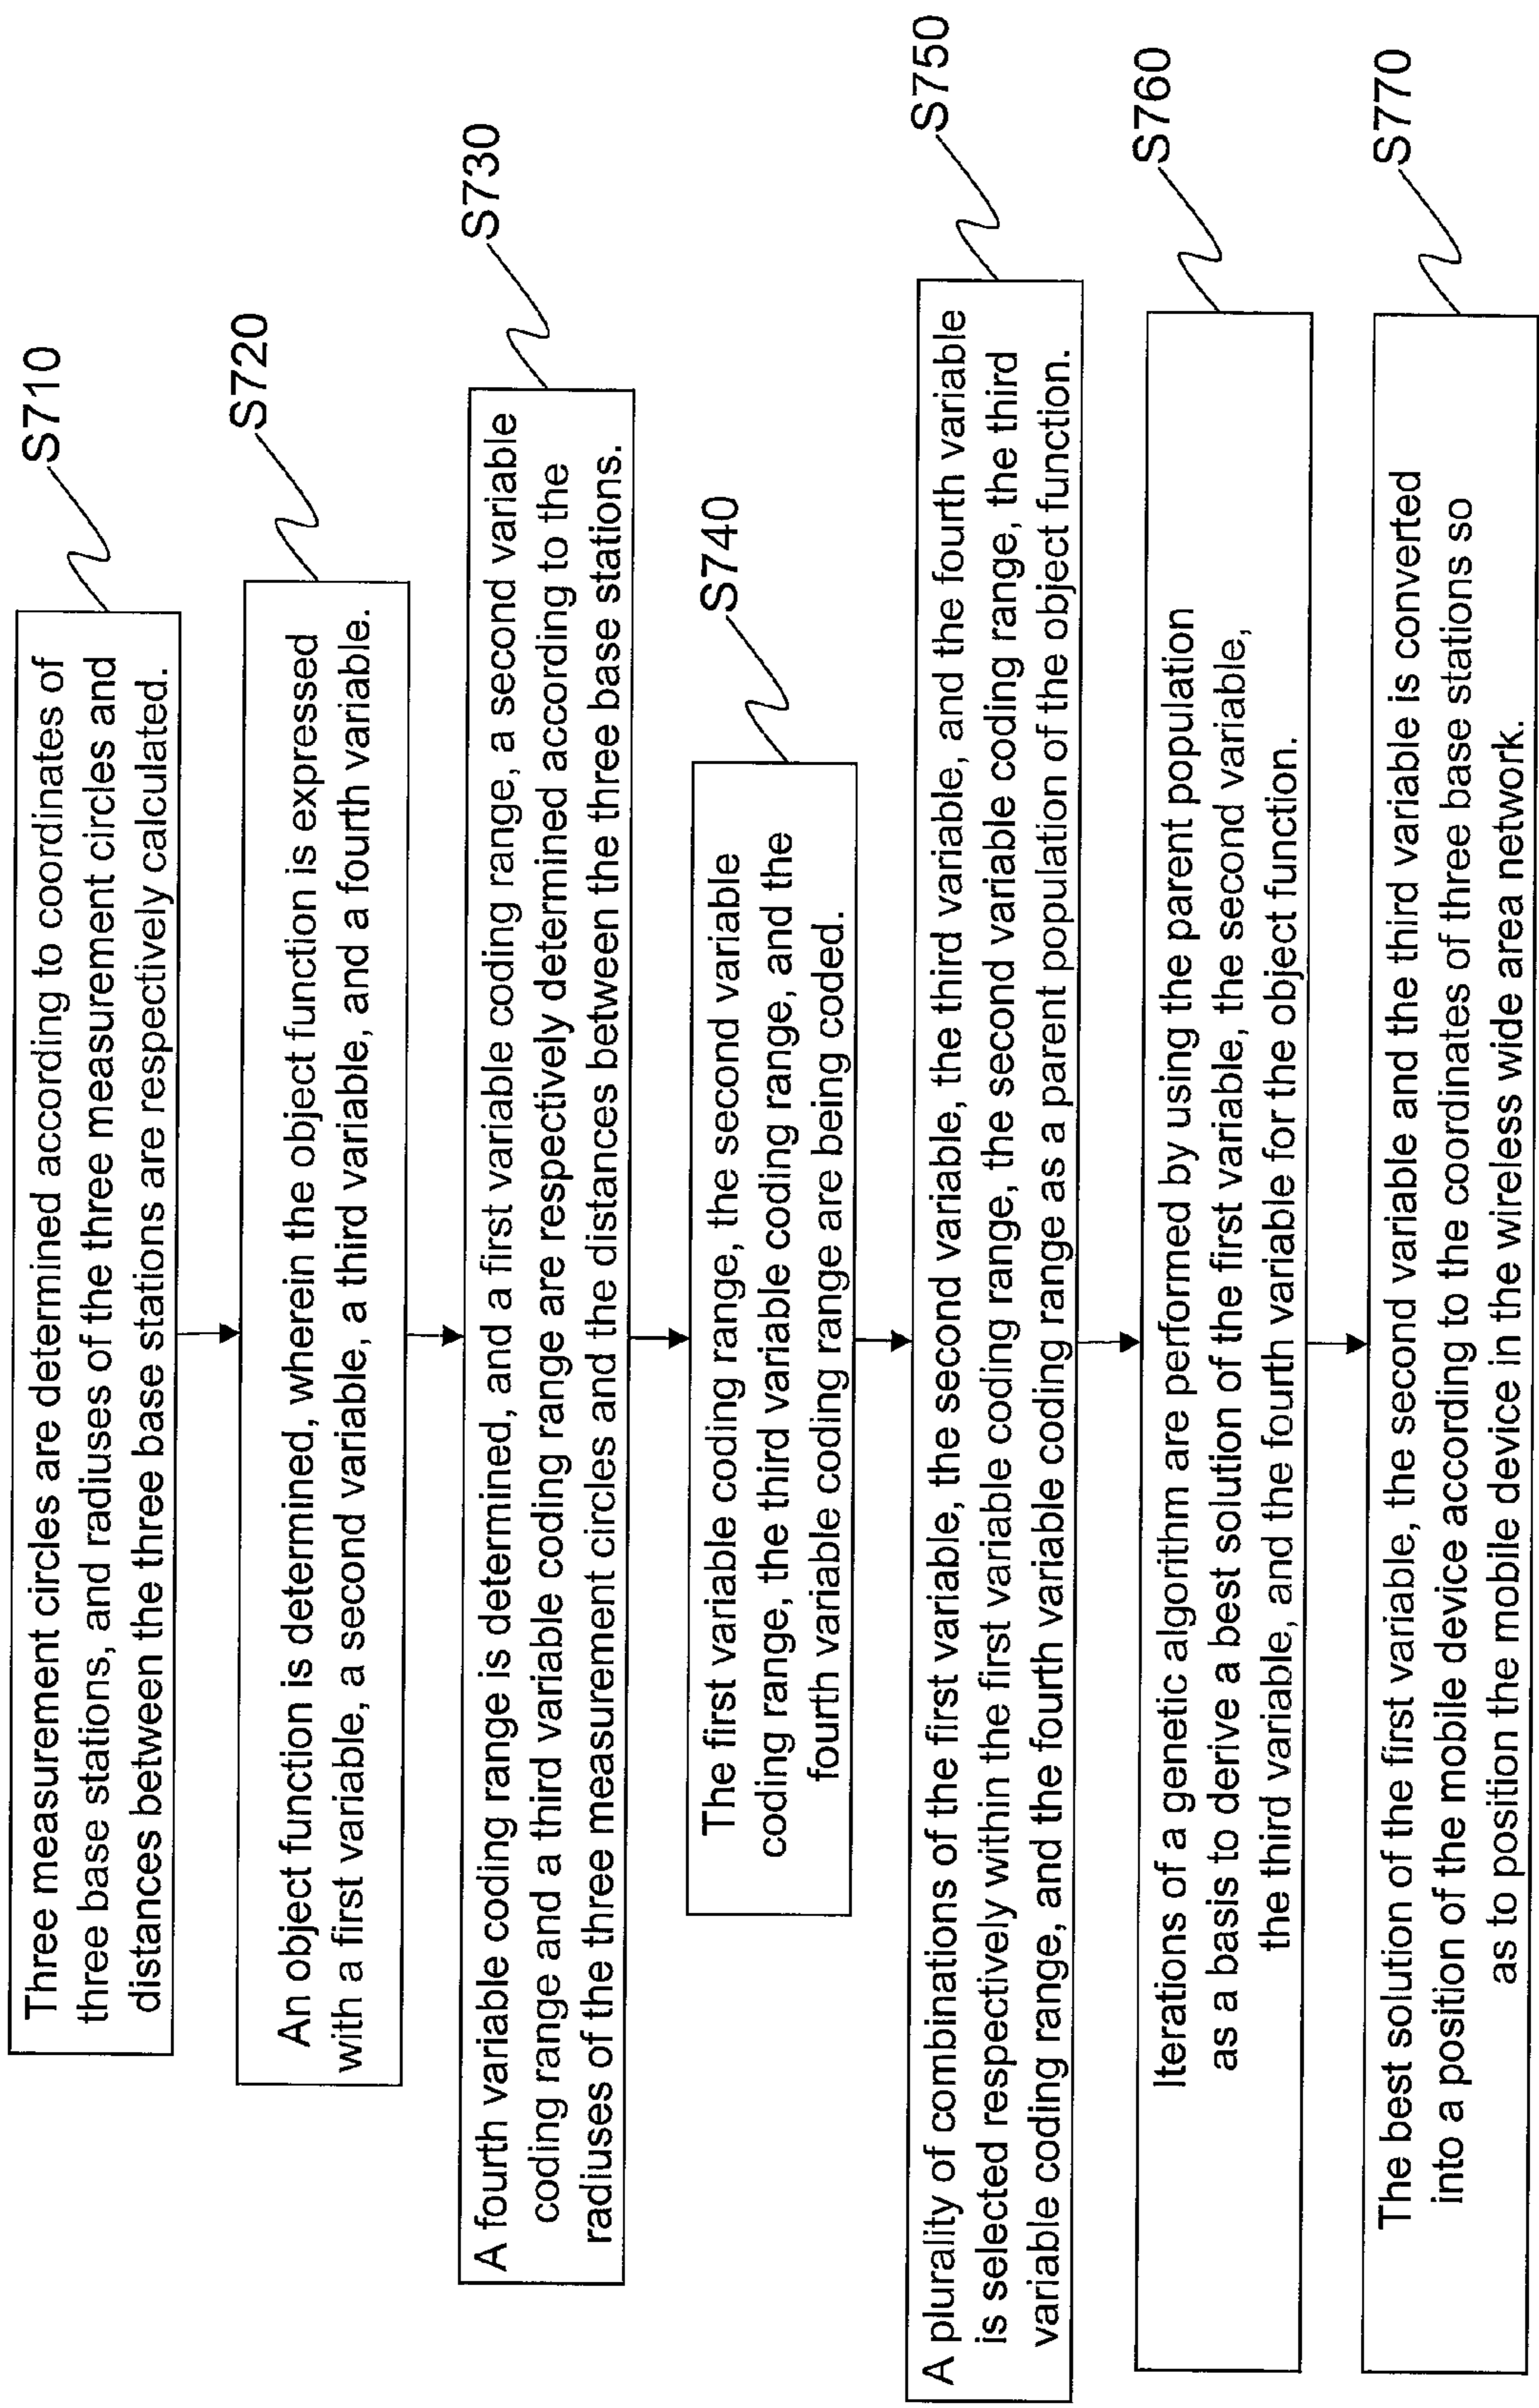 Three measurement circles are determined according to coordinates of
three base stations, and radiuses of the three measurement circles and
distances between the three base stations are respectively calculated.
S710
An object function is determined, wherein the object function is expressed
with a first variable, a second variable, a third variable, and a fourth variable.
S720
A fourth variable coding range is determined, and a first variable coding range, a second variable
coding range and a third variable coding range are respectively determined according to the
radiuses of the three measurement circles and the distances between the three base stations.
S730
The first variable coding range, the second variable
coding range, the third variable coding range, and the
fourth variable coding range are being coded.
S740
A plurality of combinations of the first variable, the second variable, the third variable, and the fourth variable
is selected respectively within the first variable coding range, the second variable coding range, the third
variable coding range, and the fourth variable coding range as a parent population of the object function.
S750
Iterations of a genetic algorithm are performed by using the parent population
as a basis to derive a best solution of the first variable, the second variable,
the third variable, and the fourth variable for the object function.
S760
The best solution of the first variable, the second variable and the third variable is converted
into a position of the mobile device according to the coordinates of three base stations so
as to position the mobile device in the wireless wide area network.
S770